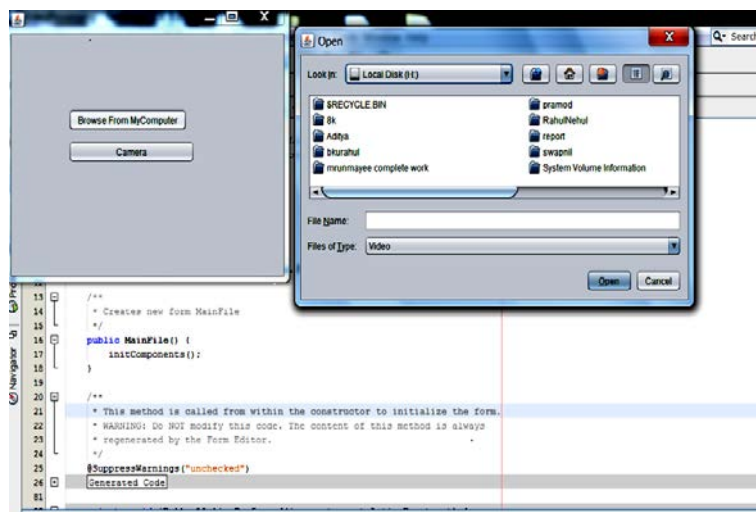 Open
Search
Look In: Local Disk (H:)
$RECYCLE.BIN
8k
Aditya
bkurahul
mrunmayee complete work
pramod
RahulNehul
report
swapnil
System Volume Information
File Name:
Files of Type: Video
Open Cancel
Browse From MyComputer
Camera
13 /**
14 * Creates new form MainFile
15 */
16 public MainFile() {
17 initComponents();
18 }
19
20 /**
21 * This method is called from within the constructor to initialize the form.
22 * WARNING: Do NOT modify this code. The content of this method is always
23 * regenerated by the Form Editor.
24 */
25 @SuppressWarnings("unchecked")
26 Generated Code
81
Navigator